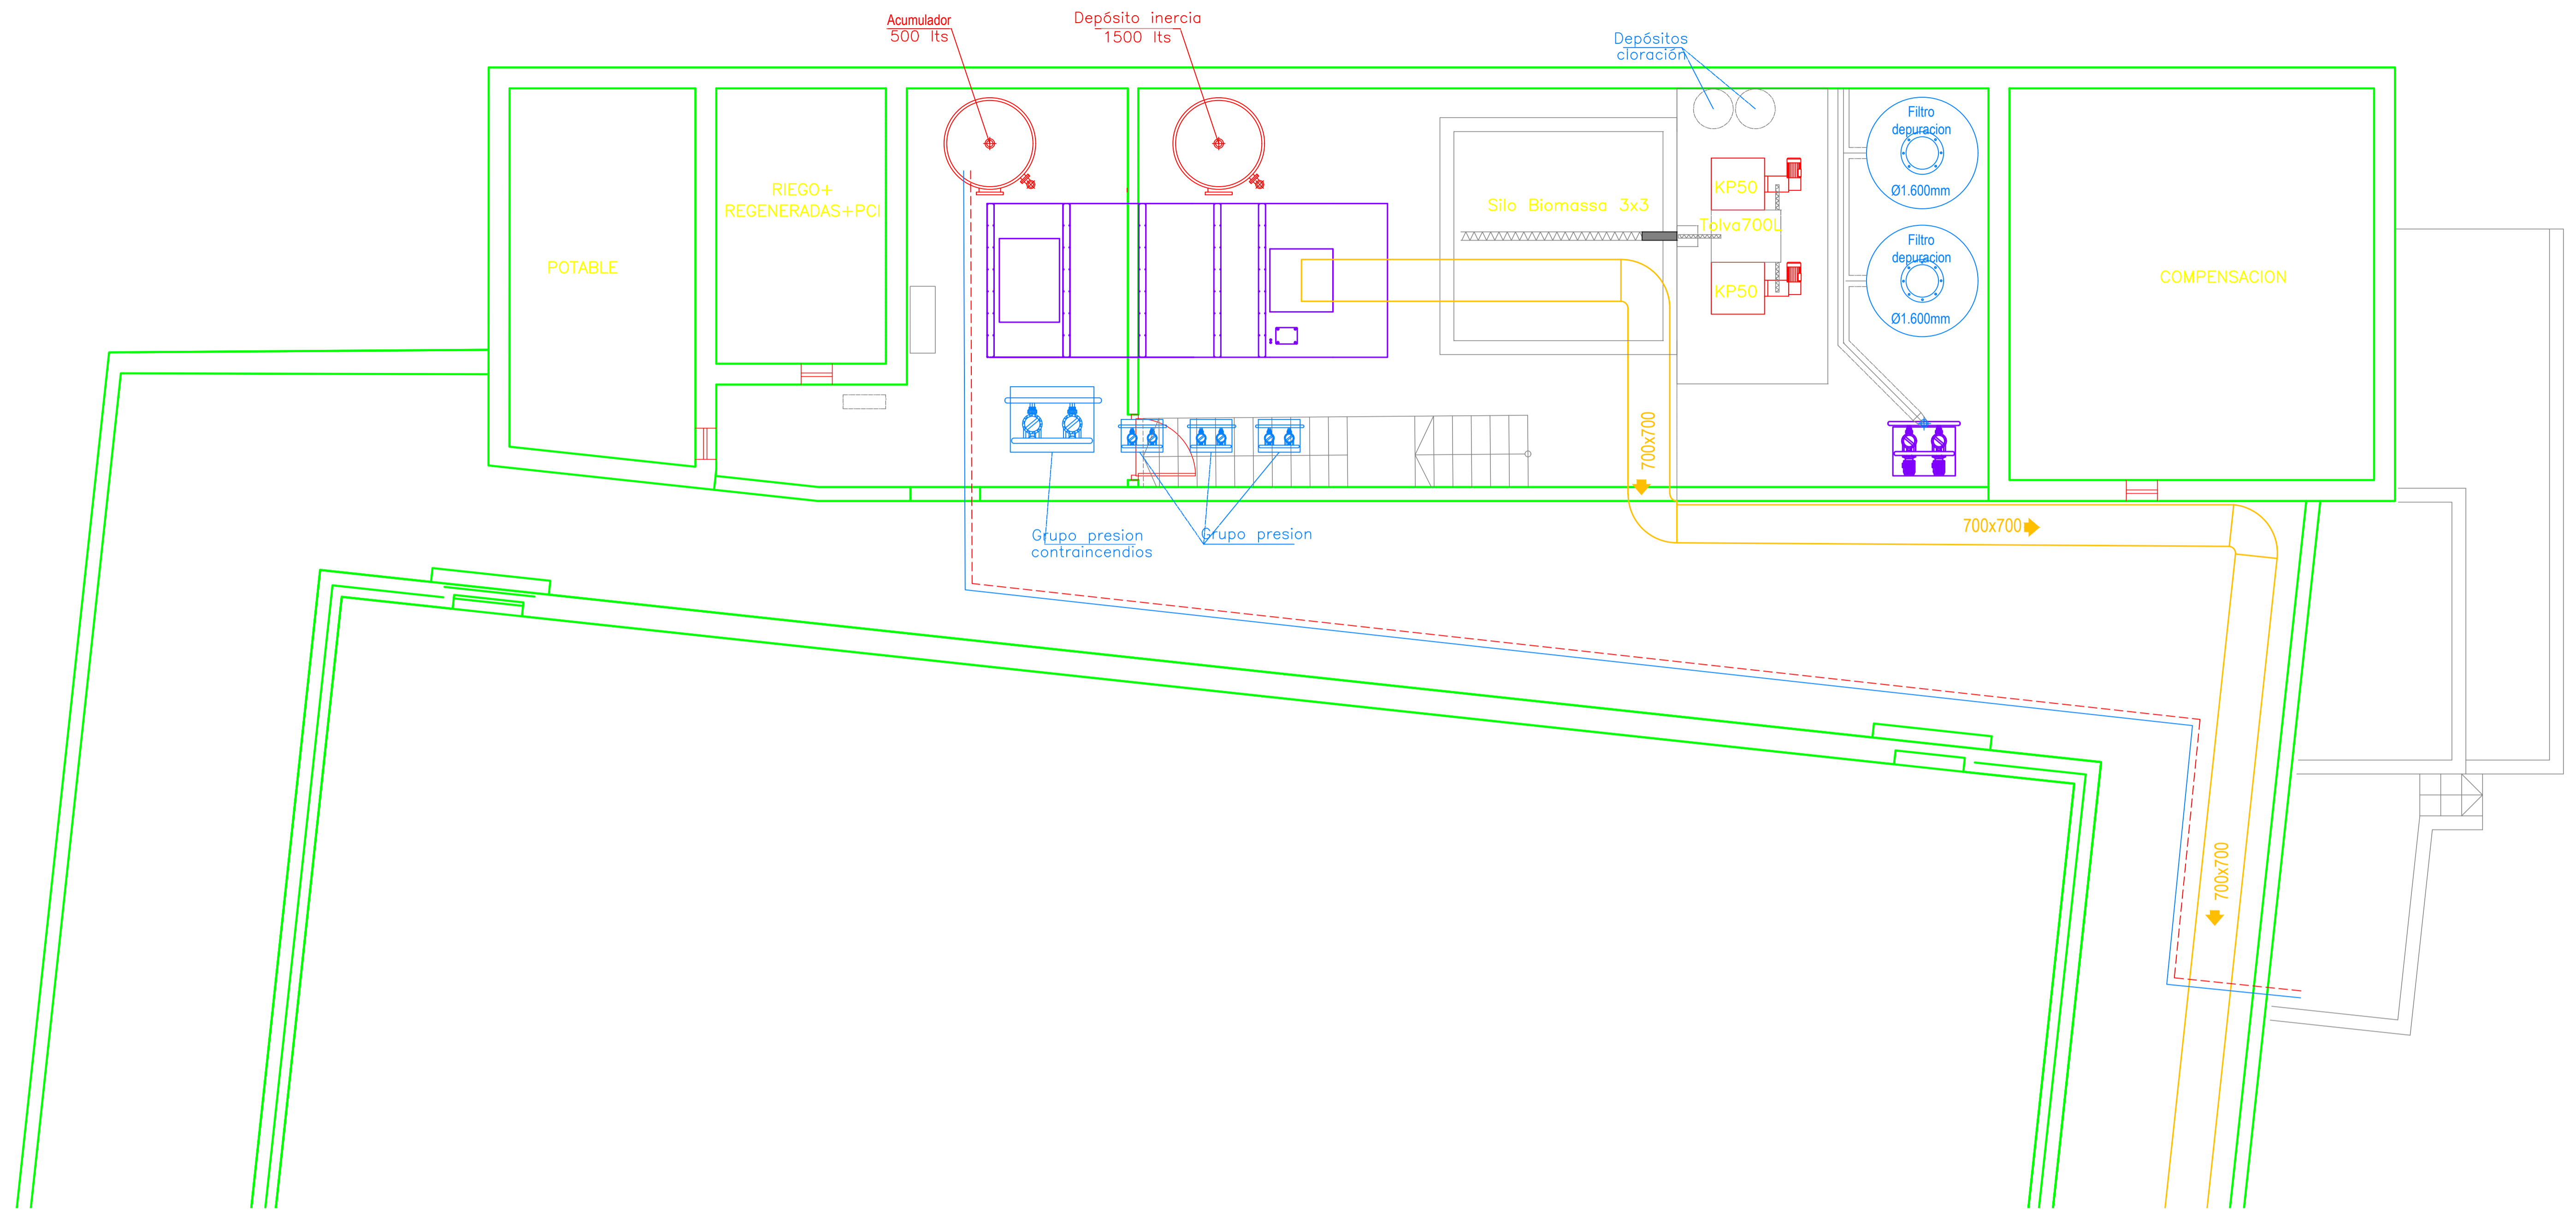 Acumulador
500 lts
Depósito inercia
1500 lts
Depósitos
cloración
Filtro
depuracion
Ø1.600mm
RIEGO+
REGENERADAS+PCI
KP50
Silo Biomassa 3x3
Tolva700L
POTABLE
KP50
Filtro
depuracion
Ø1.600mm
COMPENSACION
700x700
Grupo presion
contraincendios
Grupo presion
700x700
700x700